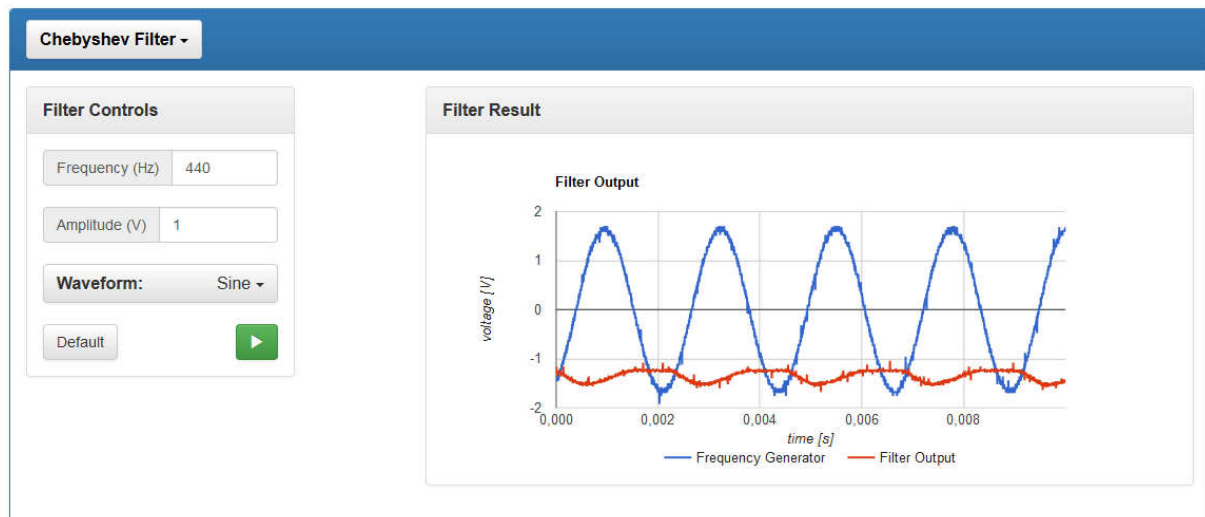 Chebyshev Filter
Filter Controls
Frequency (Hz) 440
Amplitude (V) 1
Waveform: Sine
Default
Filter Result
Filter Output
2
1
0
-1
-2
voltage [V]
0,000 0,002 0,004 0,006 0,008
time [s]
Frequency Generator Filter Output